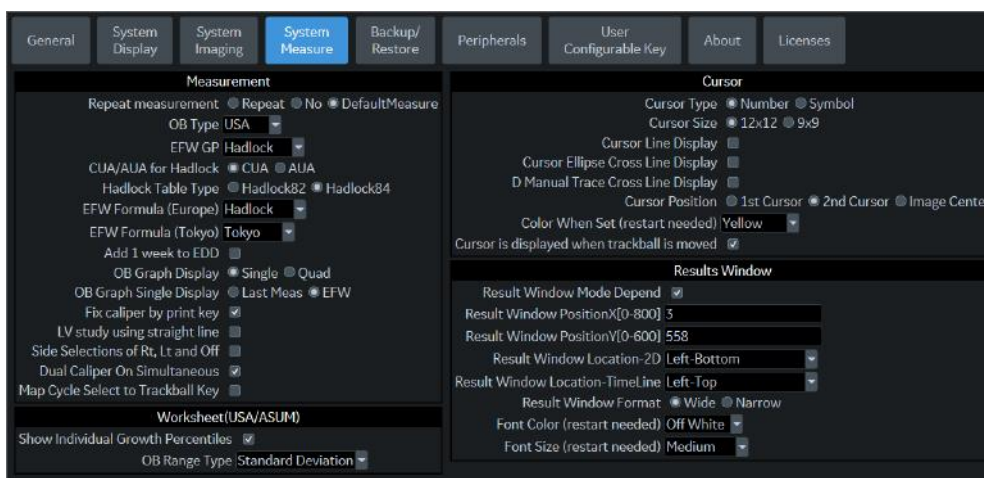 General
System Display
System Imaging
System Measure
Backup/ Restore
Peripherals
User Configurable Key
About
Licenses
Measurement
Repeat measurement Repeat No DefaultMeasure
OB Type USA
EFW GP Hadlock
CUA/AUA for Hadlock CUA AUA
Hadlock Table Type Hadlock82 Hadlock84
EFW Formula (Europe) Hadlock
EFW Formula (Tokyo) Tokyo
Add 1 week to EDD
OB Graph Display Single Quad
OB Graph Single Display Last Meas EFW
Fix caliper by print key
LV study using straight line
Side Selections of Rt, Lt and Off
Dual Caliper On Simultaneous
Map Cycle Select to Trackball Key
Worksheet(USA/ASUM)
Show Individual Growth Percentiles
OB Range Type Standard Deviation
Cursor
Cursor Type Number Symbol
Cursor Size 12x12 9x9
Cursor Line Display
Cursor Ellipse Cross Line Display
D Manual Trace Cross Line Display
Cursor Position 1st Cursor 2nd Cursor Image Cente
Color When Set (restart needed) Yellow
Cursor is displayed when trackball is moved
Results Window
Result Window Mode Depend
Result Window PositionX[0-800] 3
Result Window PositionY[0-600] 558
Result Window Location-2D Left-Bottom
Result Window Location-TimeLine Left-Top
Result Window Format Wide Narrow
Font Color (restart needed) Off White
Font Size (restart needed) Medium